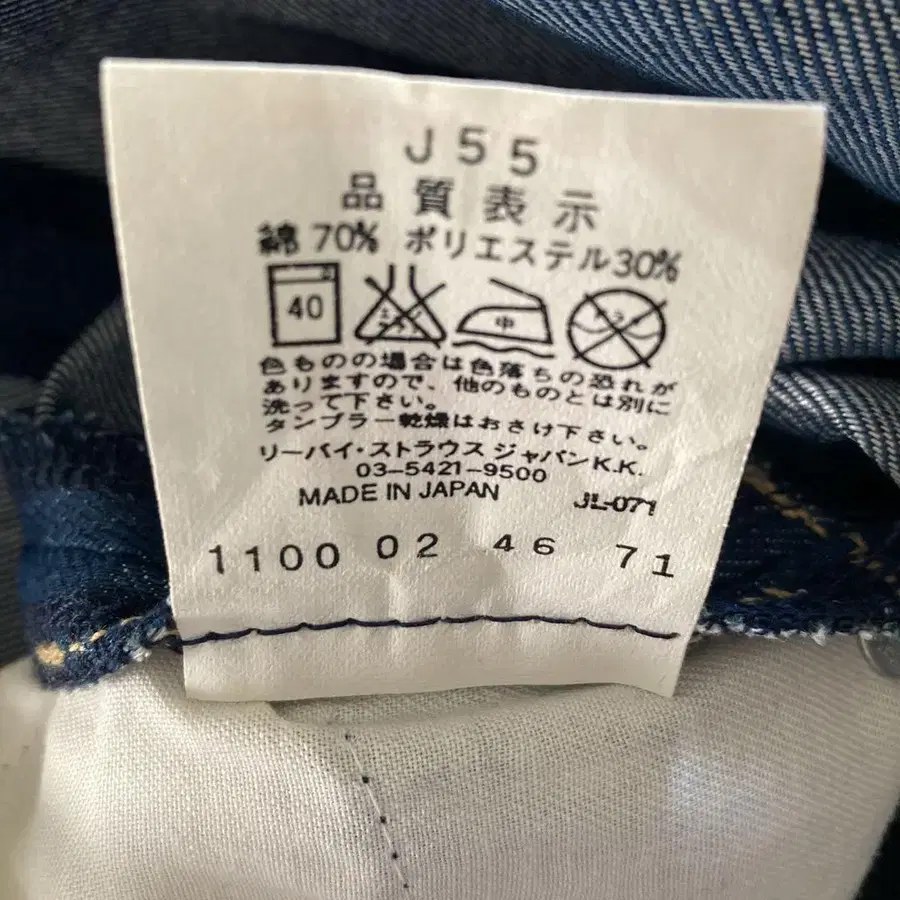 J55
品質表示
綿70% ポリエステル30%
40 中
色ものの場合は色落ちの恐れが
ありますので、他のものとは別に
洗って下さい。
タンブラー乾燥はおさけ下さい。
リーバイ・ストラウス ジャパンK.K.
03-5421-9500
MADE IN JAPAN JL-071
1100 02 46 71